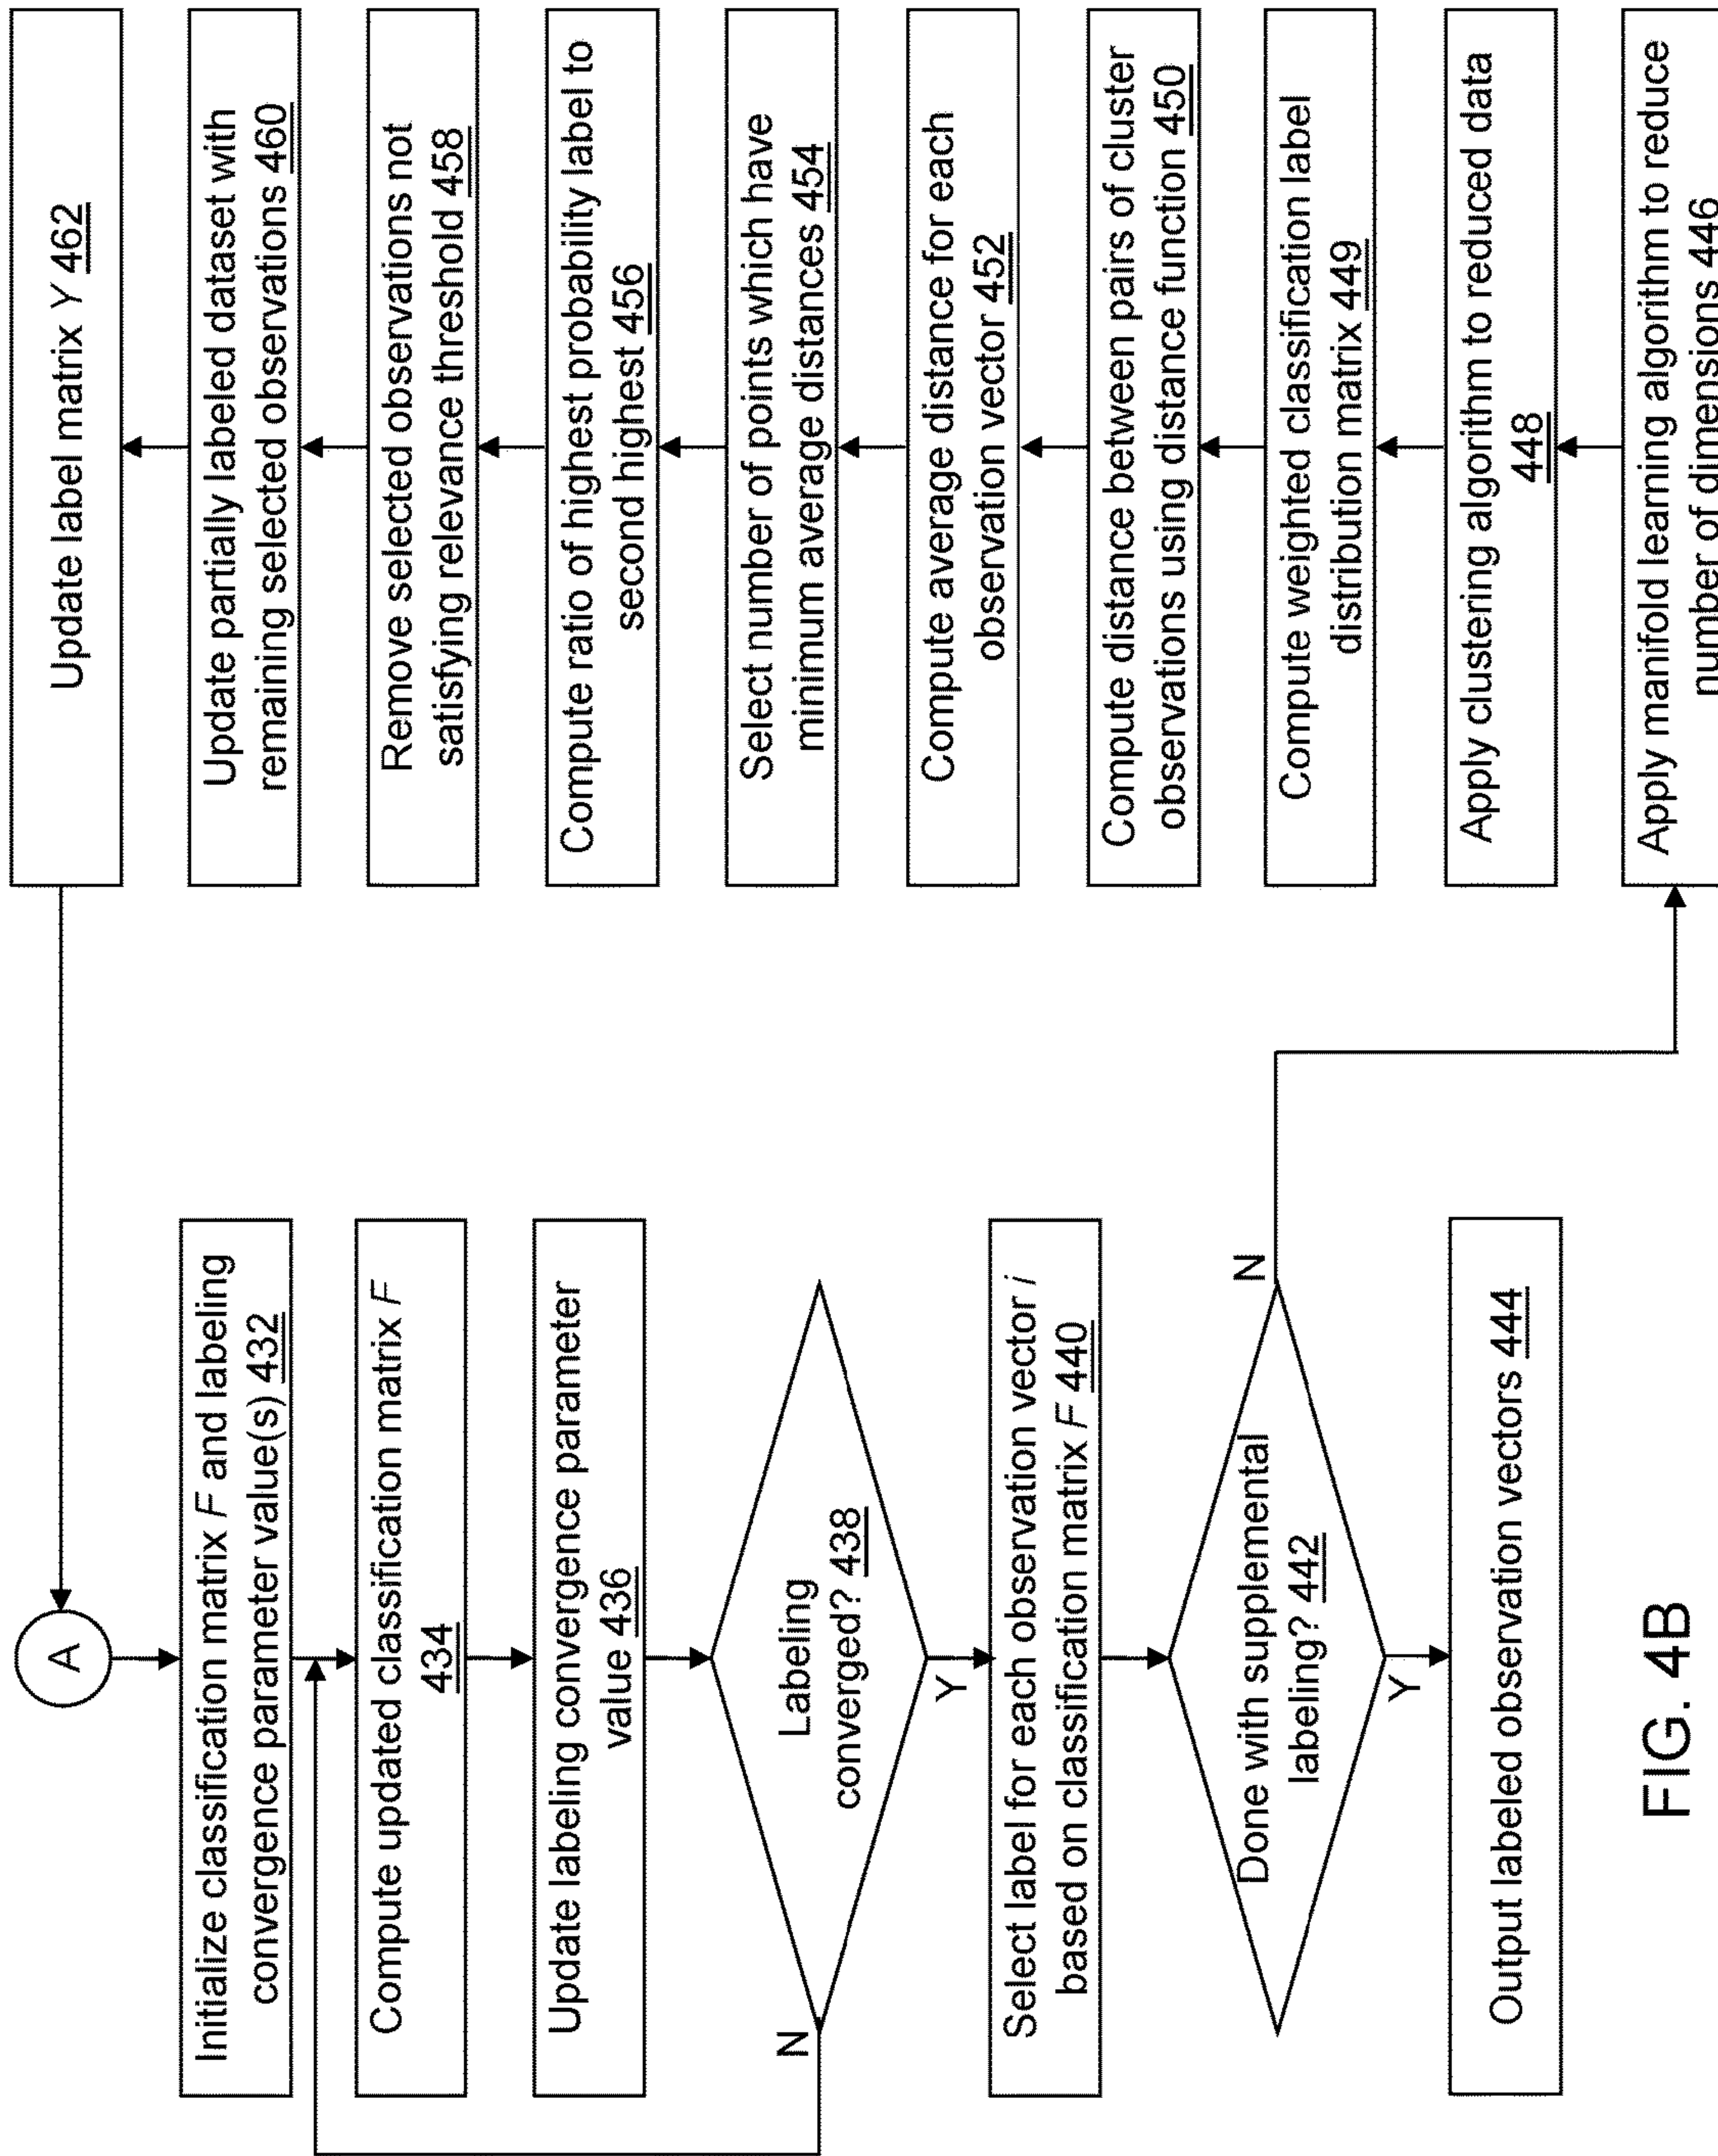 A
Initialize classification matrix F and labeling
convergence parameter value(s) 432
Compute updated classification matrix F
434
Update labeling convergence parameter
value 436
Labeling
converged? 438
N
Y
Select label for each observation vector i
based on classification matrix F 440
Done with supplemental
labeling? 442
N
Y
Output labeled observation vectors 444
Update label matrix Y 462
Update partially labeled dataset with
remaining selected observations 460
Remove selected observations not
satisfying relevance threshold 458
Compute ratio of highest probability label to
second highest 456
Select number of points which have
minimum average distances 454
Compute average distance for each
observation vector 452
Compute distance between pairs of cluster
observations using distance function 450
Compute weighted classification label
distribution matrix 449
Apply clustering algorithm to reduced data
448
Apply manifold learning algorithm to reduce
number of dimensions 446
FIG. 4B